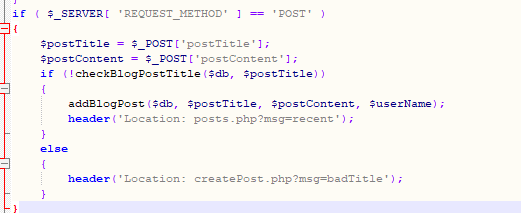 }
if ( $_SERVER[ 'REQUEST_METHOD' ] == 'POST' )
{
$postTitle = $_POST['postTitle'];
$postContent = $_POST['postContent'];
if (!checkBlogPostTitle($db, $postTitle))
{
addBlogPost($db, $postTitle, $postContent, $userName);
header('Location: posts.php?msg=recent');
}
else
{
header('Location: createPost.php?msg=badTitle');
}
}